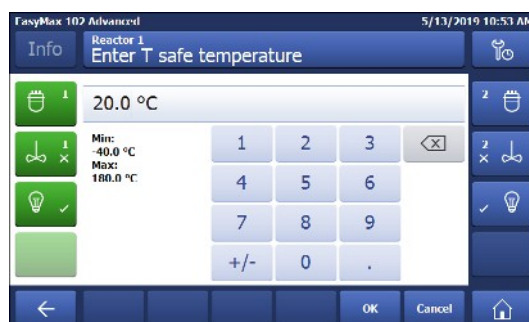 EasyMax 102 Advanced
5/13/2019 10:53 AM
Info
Reactor 1
Enter T safe temperature
1
20.0 °C
2
1
Min:
-40.0 °C
Max:
180.0 °C
1 2 3
2
4 5 6
7 8 9
+/- 0 .
OK
Cancel